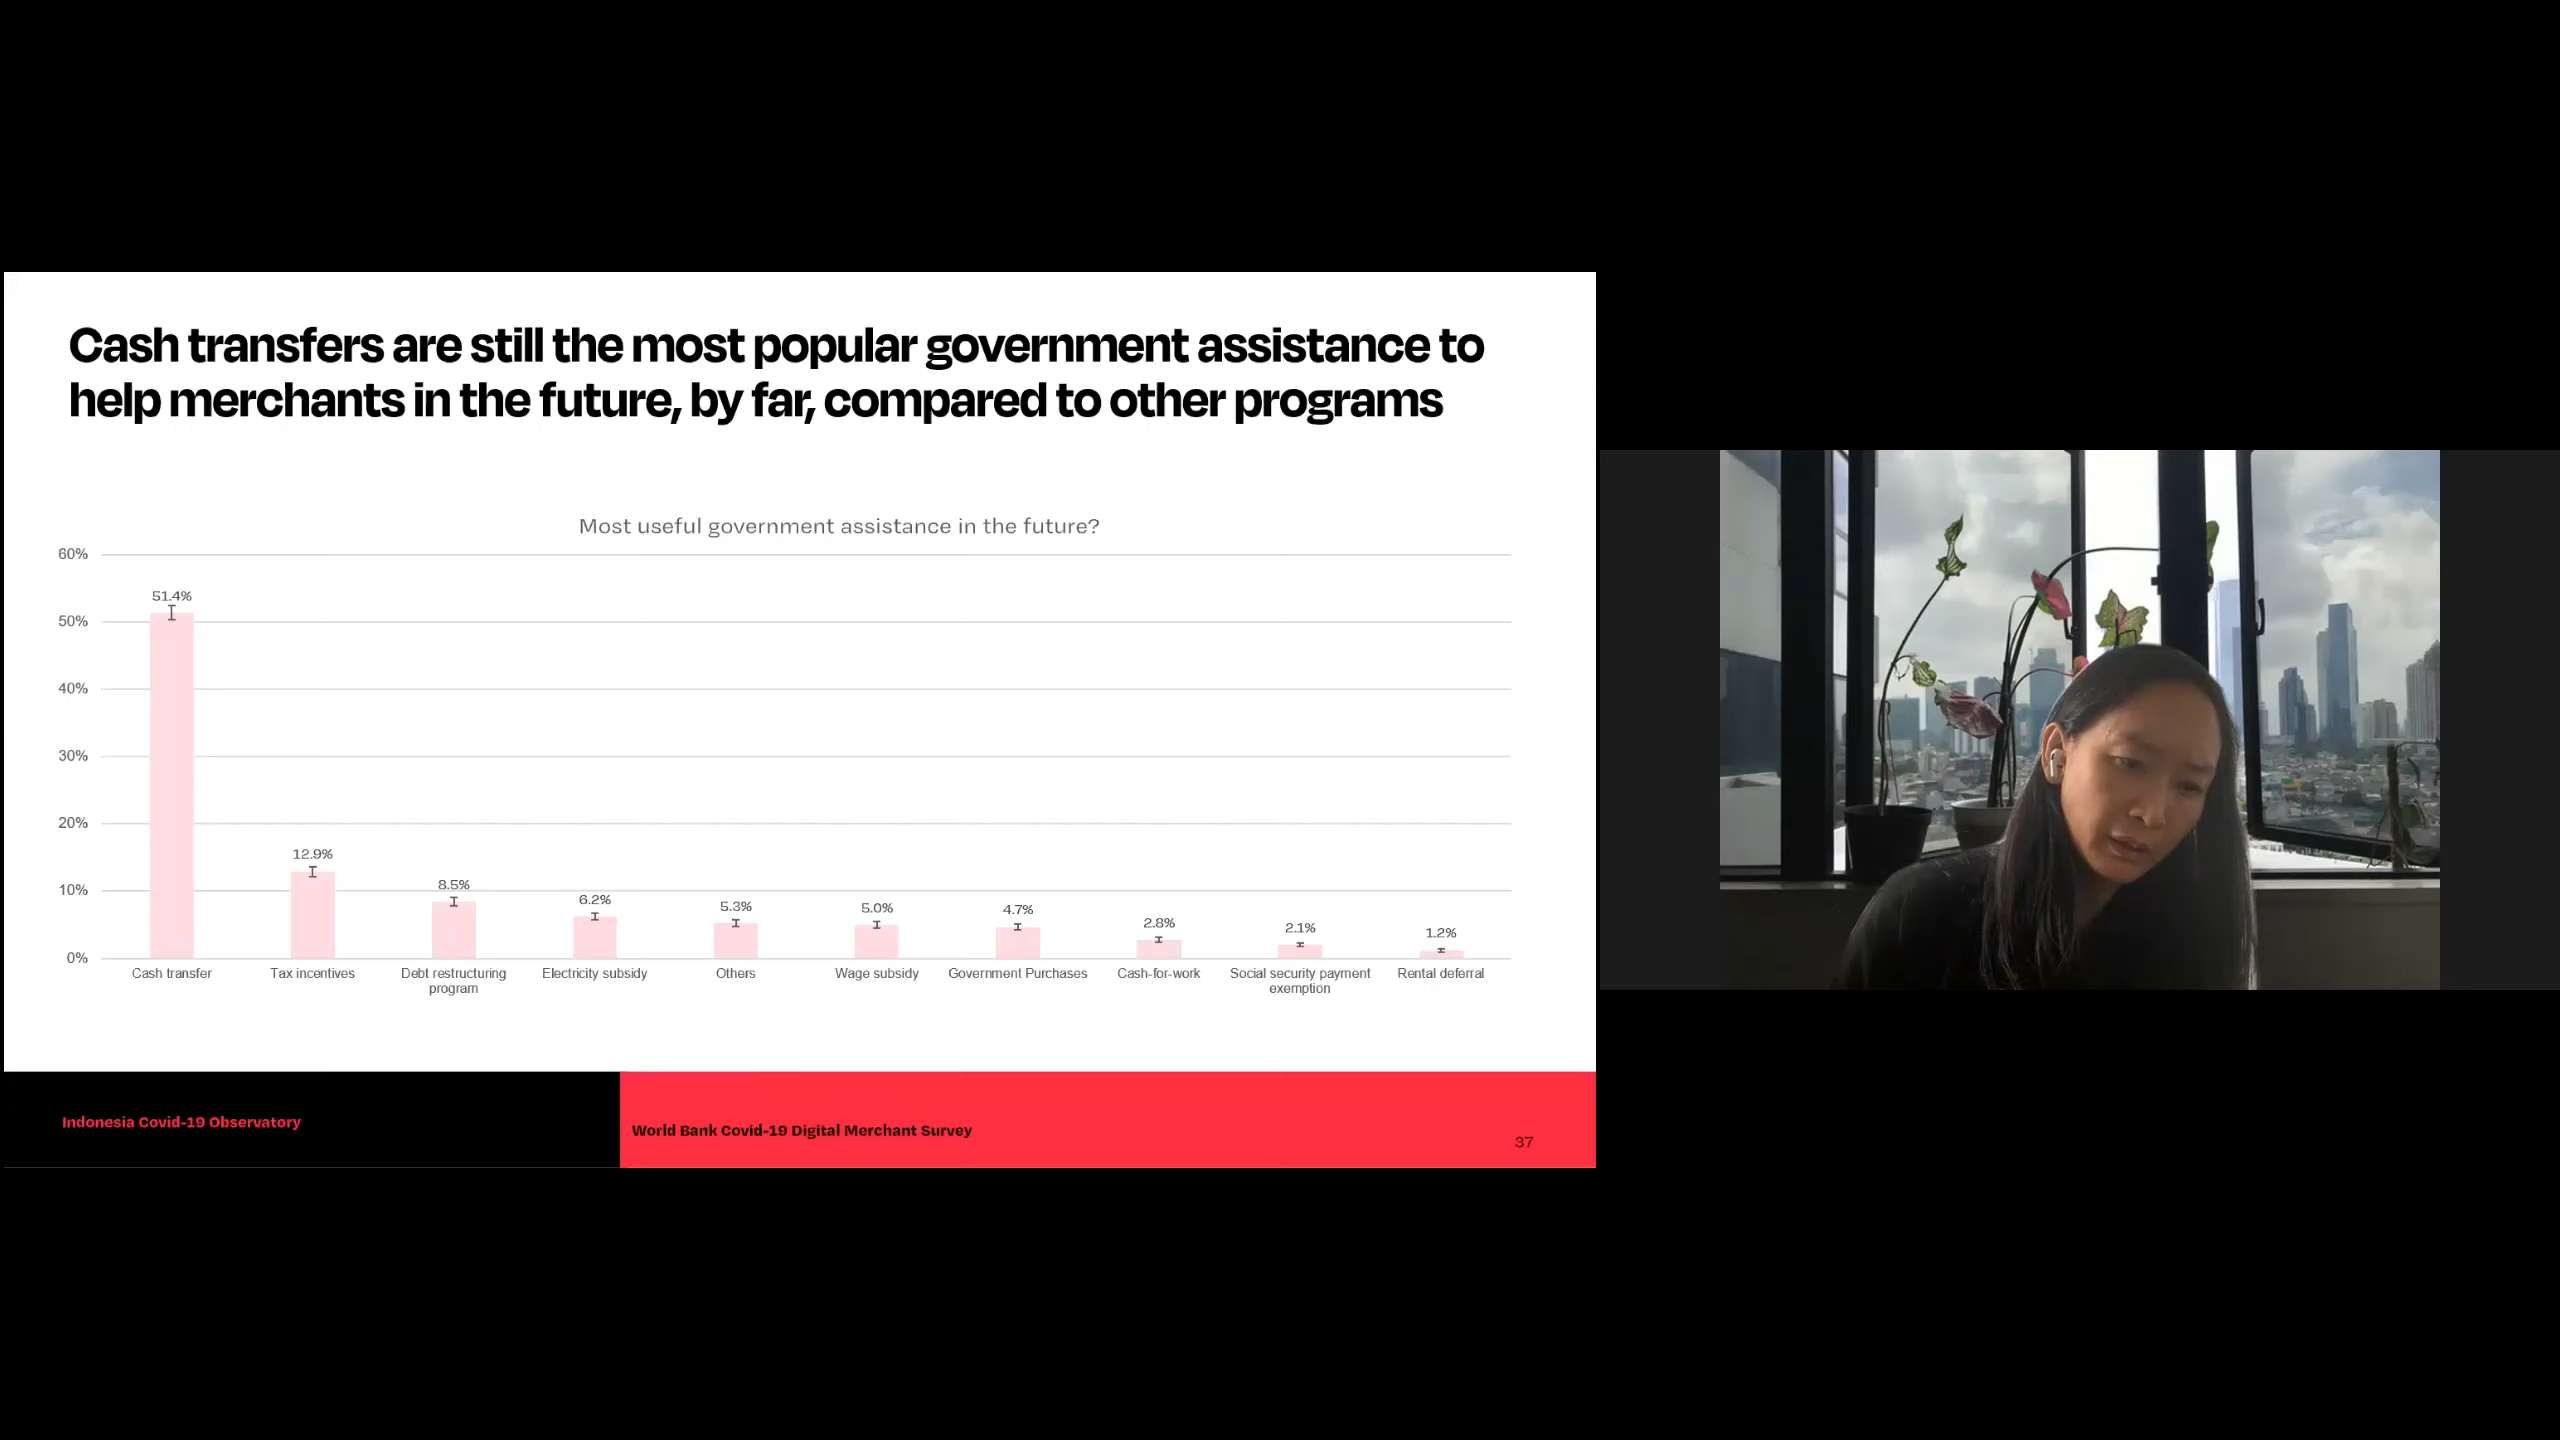 Cash transfers are still the most popular government assistance to
help merchants in the future, by far, compared to other programs
Most useful government assistance in the future?
60%
50%
40%
30%
20%
10%
0%
51.4%
12.9%
8.5%
6.2%
5.3%
5.0%
4.7%
2.8%
2.1%
1.2%
Cash transfer
Tax incentives
Debt restructuring
program
Electricity subsidy
Others
Wage subsidy
Government Purchases
Cash-for-work
Social security payment
exemption
Rental deferral
Indonesia Covid-19 Observatory
World Bank Covid-19 Digital Merchant Survey
37